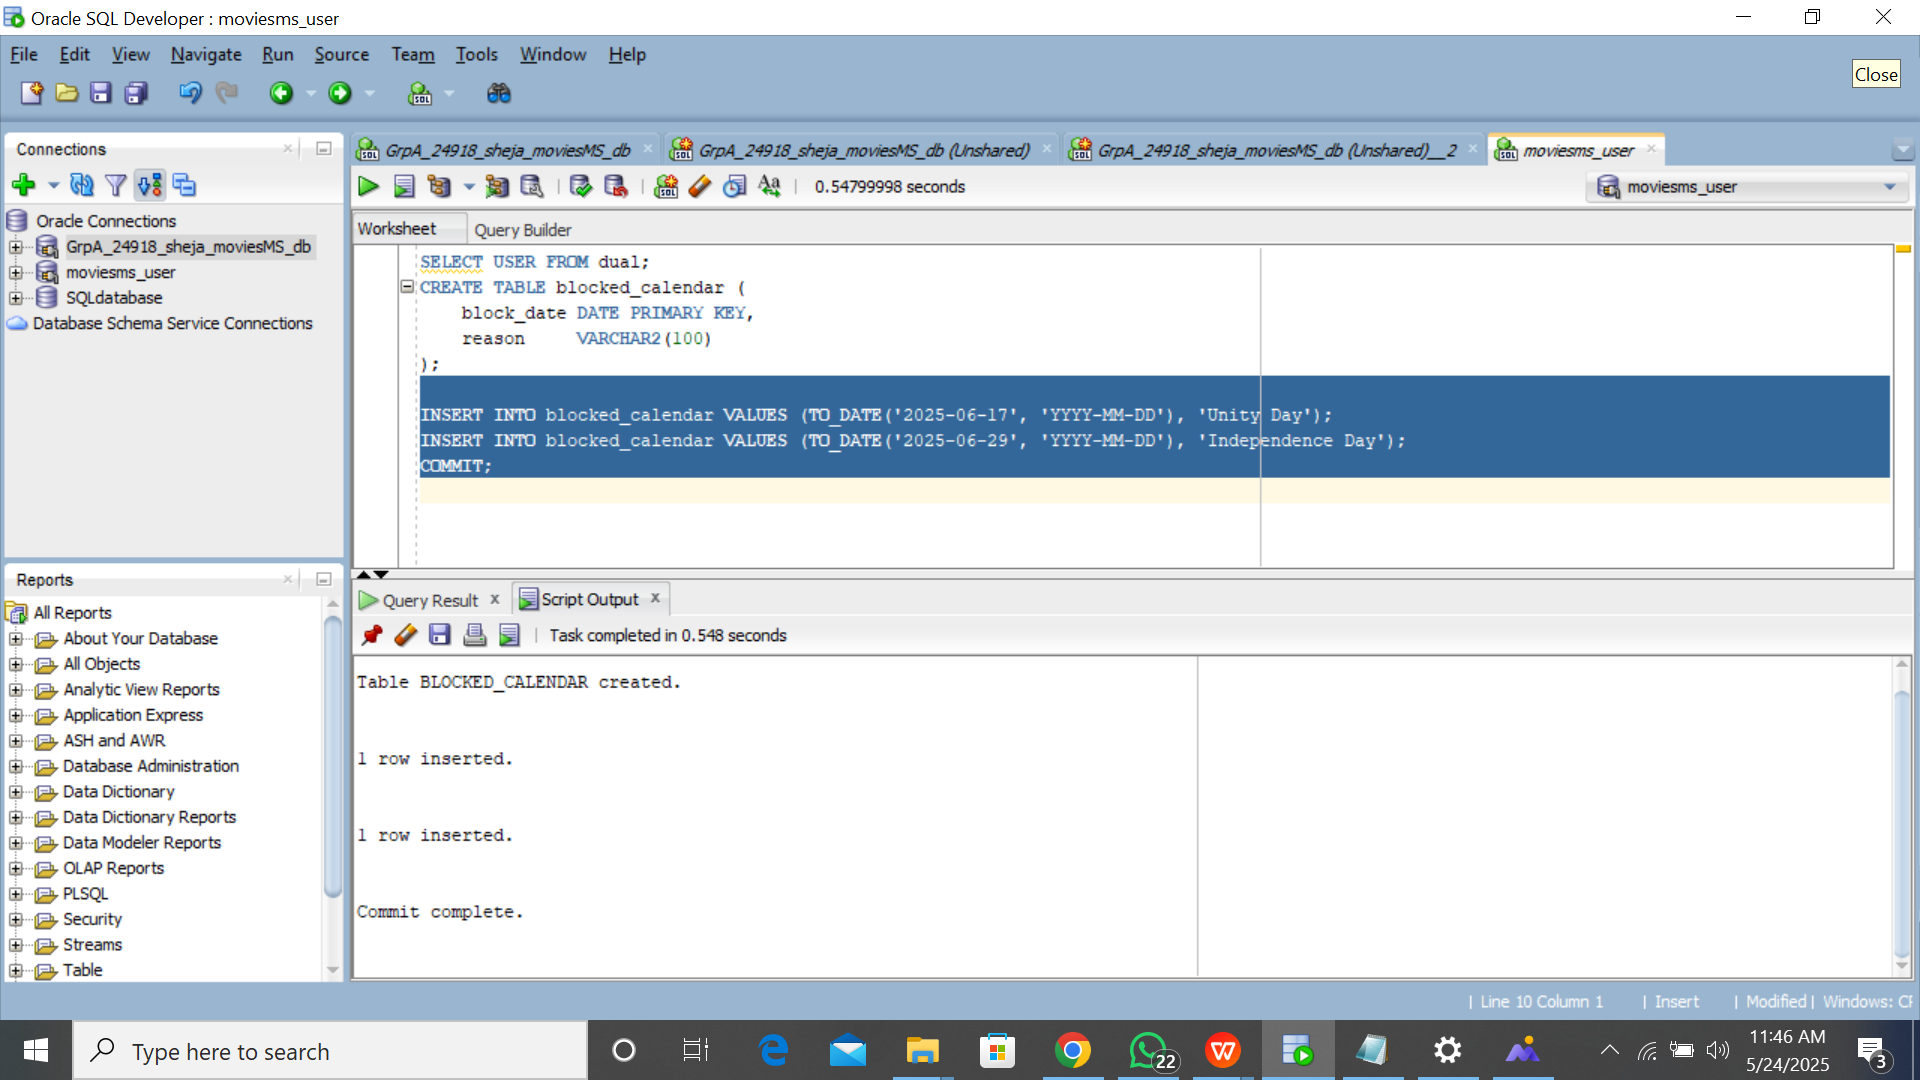 Oracle SQL Developer : moviesms_user
File Edit View Navigate Run Source Team Tools Window Help
Close
Connections
Oracle Connections
GrpA_24918_sheja_moviesMS_db
moviesms_user
SQLdatabase
Database Schema Service Connections
Reports
All Reports
About Your Database
All Objects
Analytic View Reports
Application Express
ASH and AWR
Database Administration
Data Dictionary
Data Dictionary Reports
Data Modeler Reports
OLAP Reports
PLSQL
Security
Streams
Table
GrpA_24918_sheja_moviesMS_db GrpA_24918_sheja_moviesMS_db (Unshared) GrpA_24918_sheja_moviesMS_db (Unshared)__2 moviesms_user
0.54799998 seconds
moviesms_user
Worksheet Query Builder
SELECT USER FROM dual;
CREATE TABLE blocked_calendar (
block_date DATE PRIMARY KEY,
reason VARCHAR2(100)
);
INSERT INTO blocked_calendar VALUES (TO_DATE('2025-06-17', 'YYYY-MM-DD'), 'Unity Day');
INSERT INTO blocked_calendar VALUES (TO_DATE('2025-06-29', 'YYYY-MM-DD'), 'Independence Day');
COMMIT;
Query Result x Script Output x
Task completed in 0.548 seconds
Table BLOCKED_CALENDAR created.
1 row inserted.
1 row inserted.
Commit complete.
| Line 10 Column 1 | Insert | Modified | Windows: CF
Type here to search
22
11:46 AM
5/24/2025
3